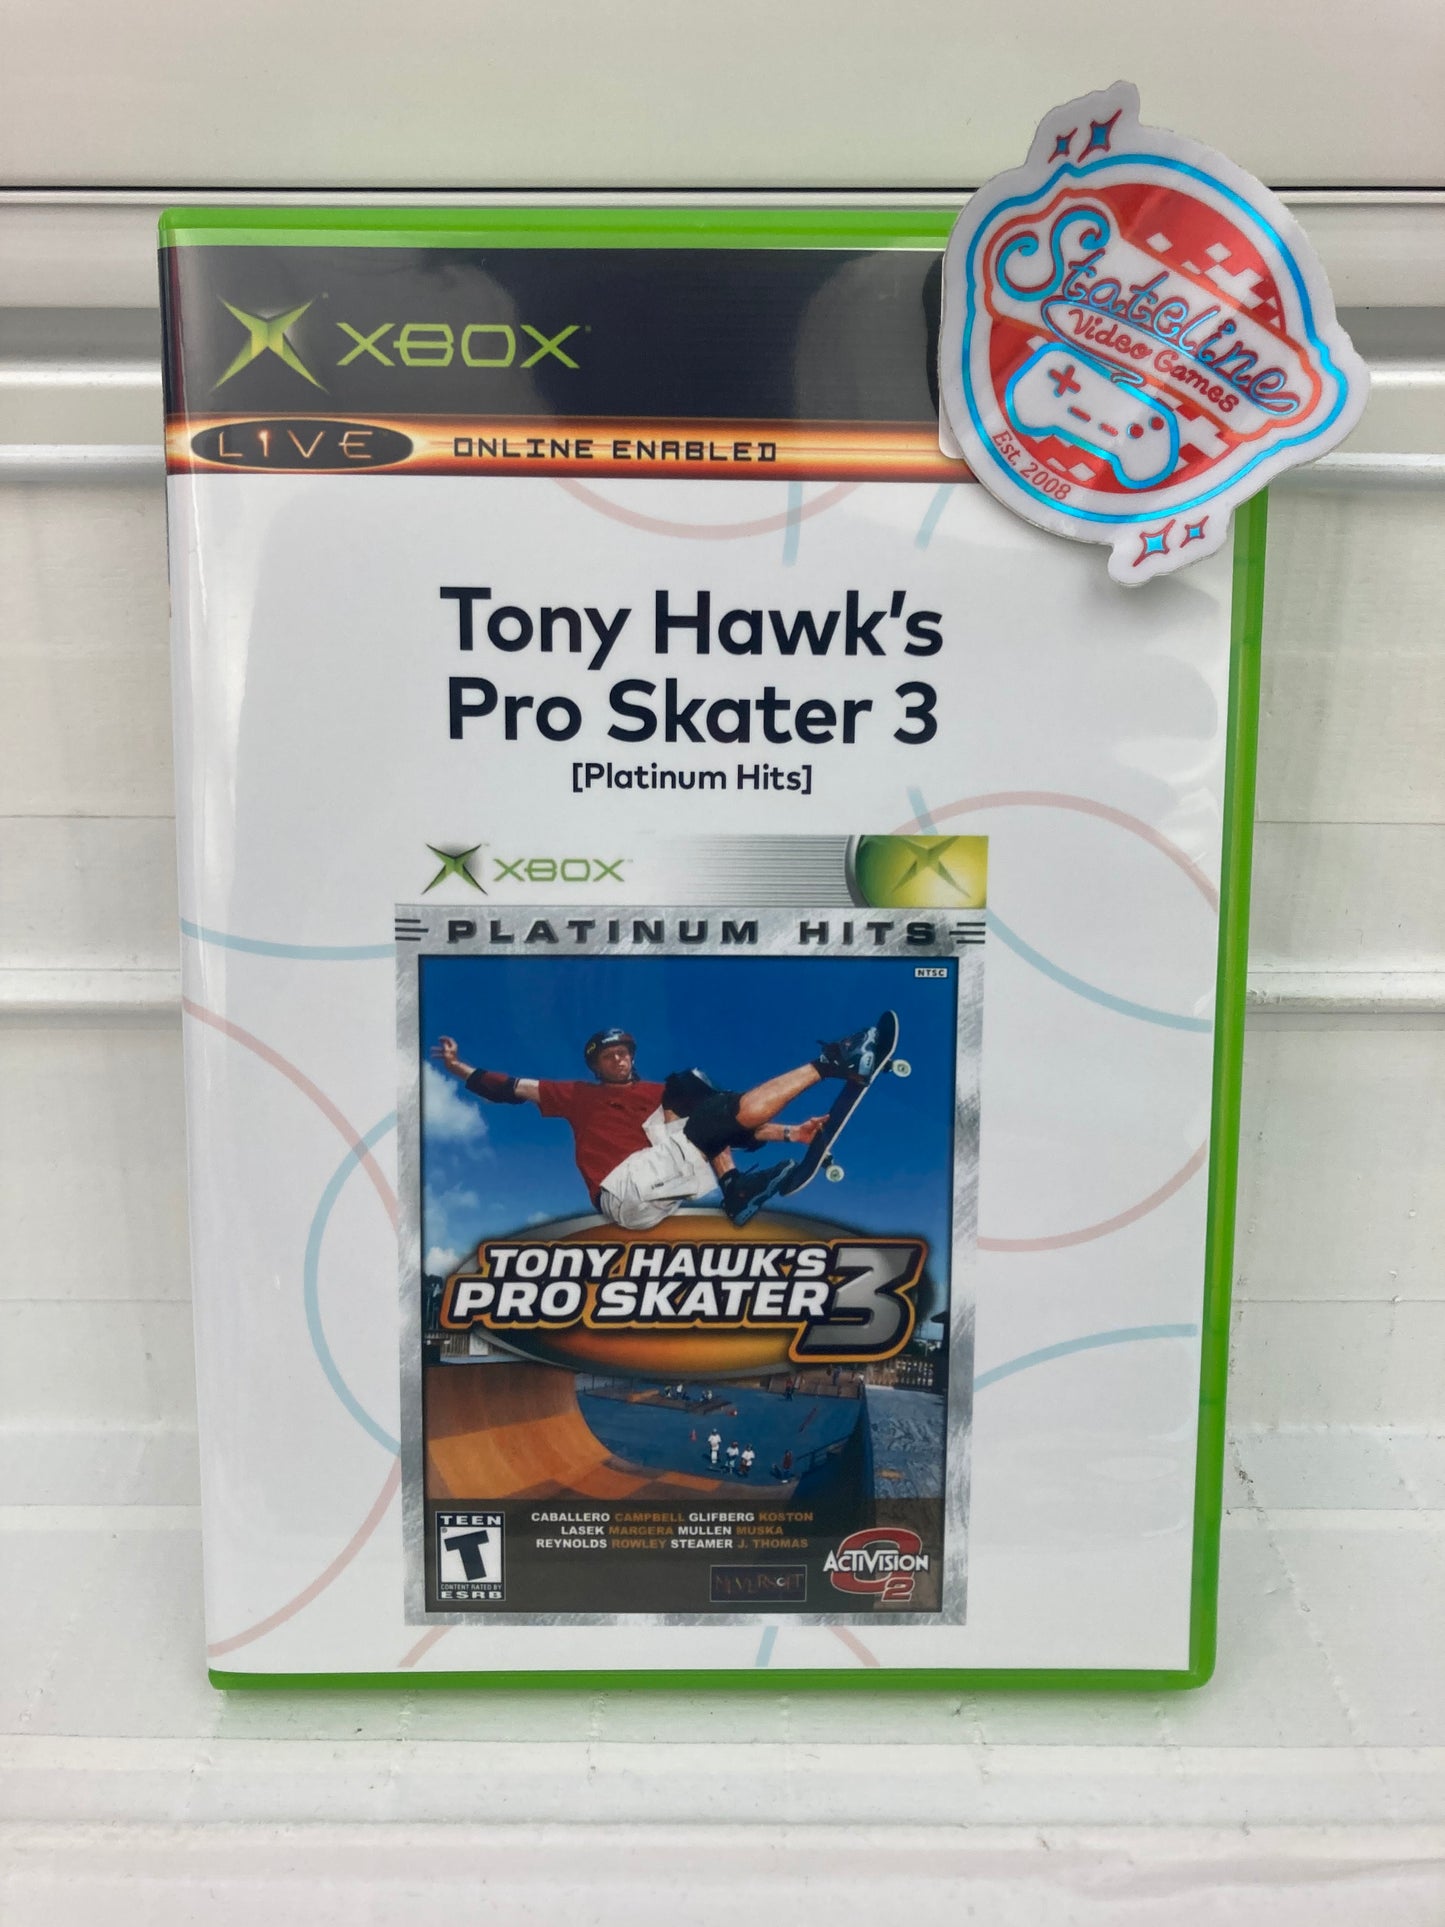 XBOX
LIVE ONLINE ENABLED
Stateline
Video Games
Est. 2008
Tony Hawk's
Pro Skater 3
[Platinum Hits]
XBOX
PLATINUM HITS
NTSC
TONY HAWK'S
PRO SKATER 3
CABALLERO CAMPBELL GLIFBERG KOSTON
LASEK MARGERA MULLEN MUSKA
REYNOLDS ROWLEY STEAMER J. THOMAS
TEEN
T
CONTENT RATED BY
ESRB
NEVERSOFT
ACTIVISION
O2